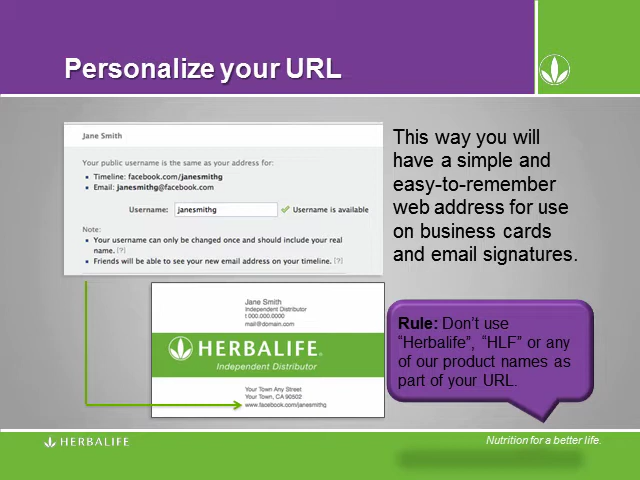 Personalize your URL
Jane Smith
Your public username is the same as your address for:
Timeline: facebook.com/janesmithg
Email: janesmithg@facebook.com
Username: janesmithg Username is available
Note:
Your username can only be changed once and should include your real
name. [?]
Friends will be able to see your new email address on your timeline. [?]
This way you will
have a simple and
easy-to-remember
web address for use
on business cards
and email signatures.
Jane Smith
Independent Distributor
t 000.000.0000
mail@domain.com
HERBALIFE®
Independent Distributor
Your Town Any Street
Your Town, CA 90502
www.facebook.com/janesmithg
Rule: Don’t use
“Herbalife”, “HLF” or any
of our product names as
part of your URL.
HERBALIFE
Nutrition for a better life.